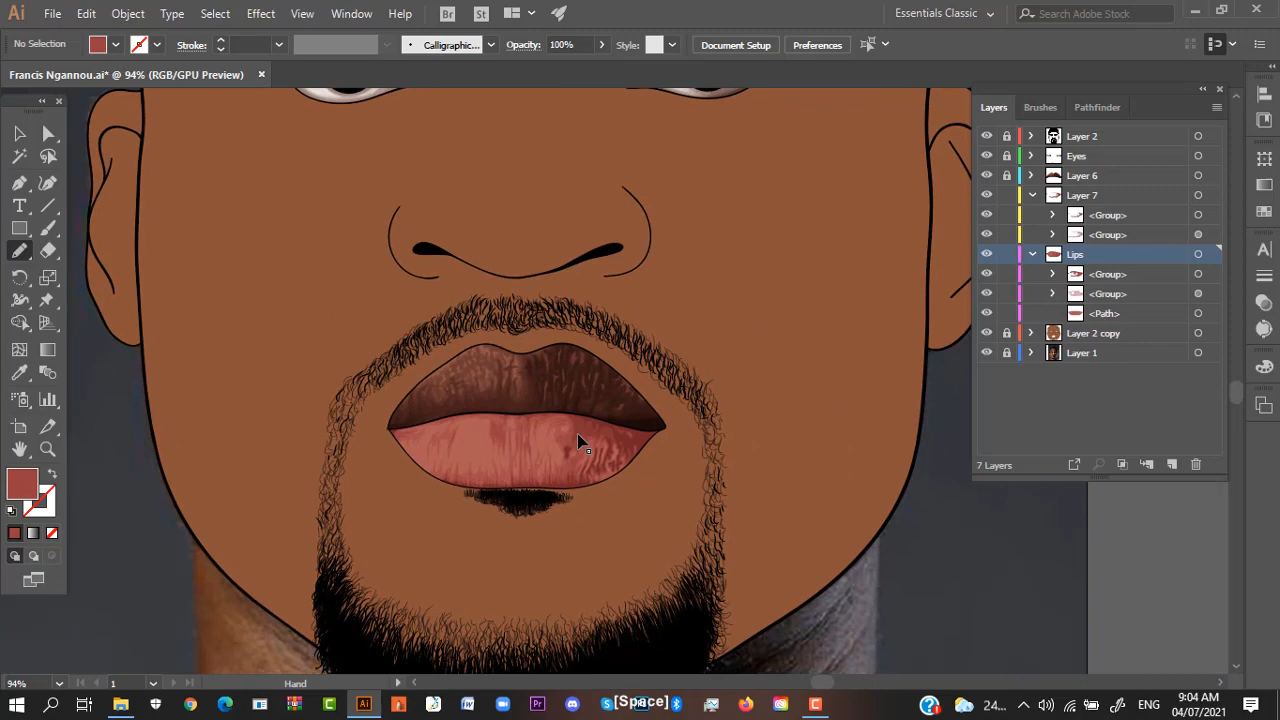 Ai File Edit Object Type Select Effect View Window Help Br St Essentials Classic Search Adobe Stock
No Selection Stroke: Calligraphic... Opacity: 100% Style: Document Setup Preferences
Francis Ngannou.ai* @ 94% (RGB/GPU Preview)
Layers Brushes Pathfinder
Layer 2
Eyes
Layer 6
Layer 7
<Group>
<Group>
Lips
<Group>
<Group>
<Path>
Layer 2 copy
Layer 1
7 Layers
94% 1 Hand
[Space]
24... ENG 9:04 AM
04/07/2021